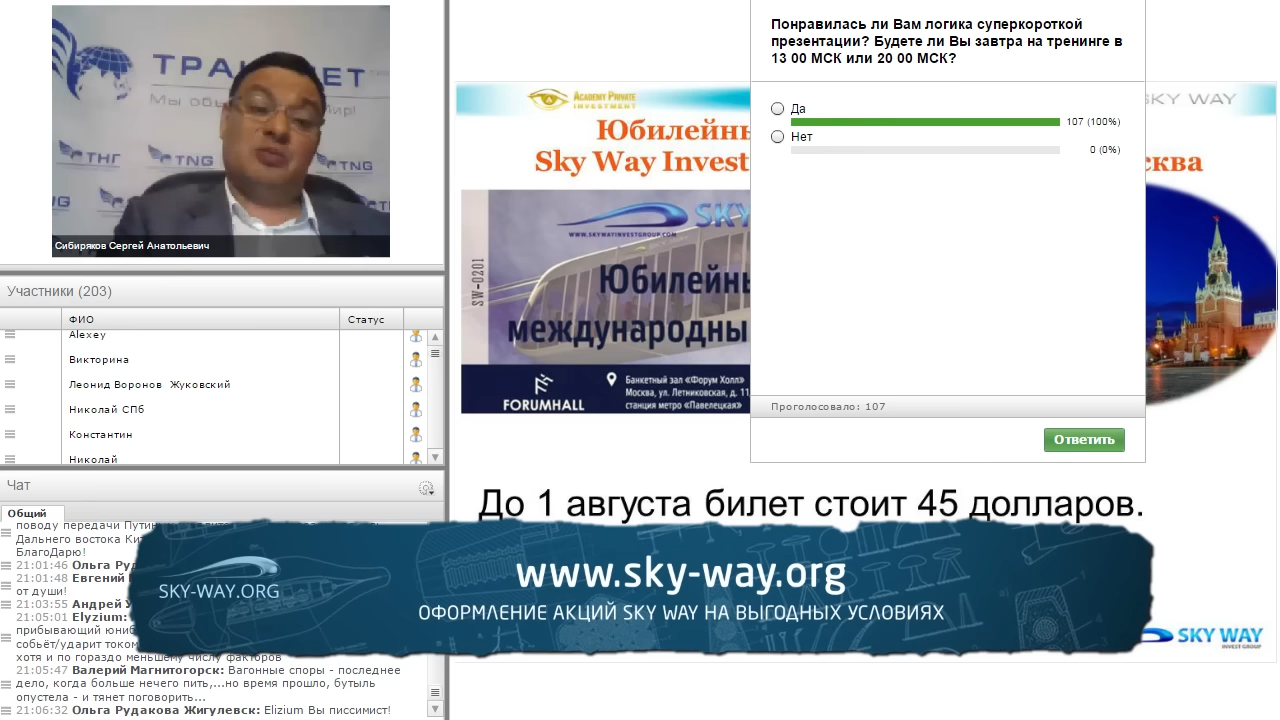 ТРАН
ЕТ
Мы объ
ир!
ТНГ
TNG
TNG
Сибиряков Сергей Анатольевич
Участники (203)
ФИО
Статус
Alexey
Викторина
Леонид Воронов Жуковский
Николай СПб
Константин
Николай
Чат
Общий
поводу передачи Путин
Дальнего востока Кит
БлагоДарю!
21:01:46 Ольга Руд
21:01:48 Евгений
от души!
21:03:55 Андрей У
21:05:01 Elyzium:
прибывающий юниб
собьёт/ударит током
хотя и по гораздо меньшему числу факторов
21:05:47 Валерий Магнитогорск: Вагонные споры - последнее
дело, когда больше нечего пить,...но время прошло, бутыль
опустела - и тянет поговорить...
21:06:32 Ольга Рудакова Жигулевск: Elizium Вы писсимист!
ACADEMY PRIVATE
INVESTMENT
SKY WAY
Юбилейны
Sky Way Invest
сква
SKY
WWW.SKYWAYINVESTGROUP.COM
SW-0201
Юбилейны
международны
FORUMHALL
Банкетный зал «Форум Холл»
Москва, ул. Летниковская, д. 11
станция метро «Павелецкая»
Понравилась ли Вам логика суперкороткой
презентации? Будете ли Вы завтра на тренинге в
13 00 МСК или 20 00 МСК?
Да
107 (100%)
Нет
0 (0%)
Проголосовало: 107
Ответить
До 1 августа билет стоит 45 долларов.
SKY-WAY.ORG
www.sky-way.org
ОФОРМЛЕНИЕ АКЦИЙ SKY WAY НА ВЫГОДНЫХ УСЛОВИЯХ
SKY WAY
INVEST GROUP